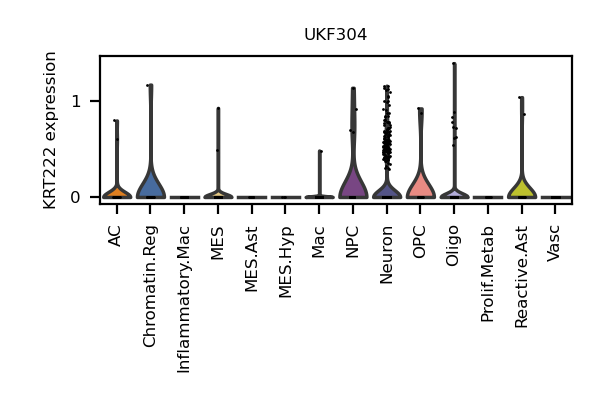 UKF304
KRT222 expression
1
0
AC
Chromatin.Reg
Inflammatory.Mac
MES
MES.Ast
MES.Hyp
Mac
NPC
Neuron
OPC
Oligo
Prolif.Metab
Reactive.Ast
Vasc